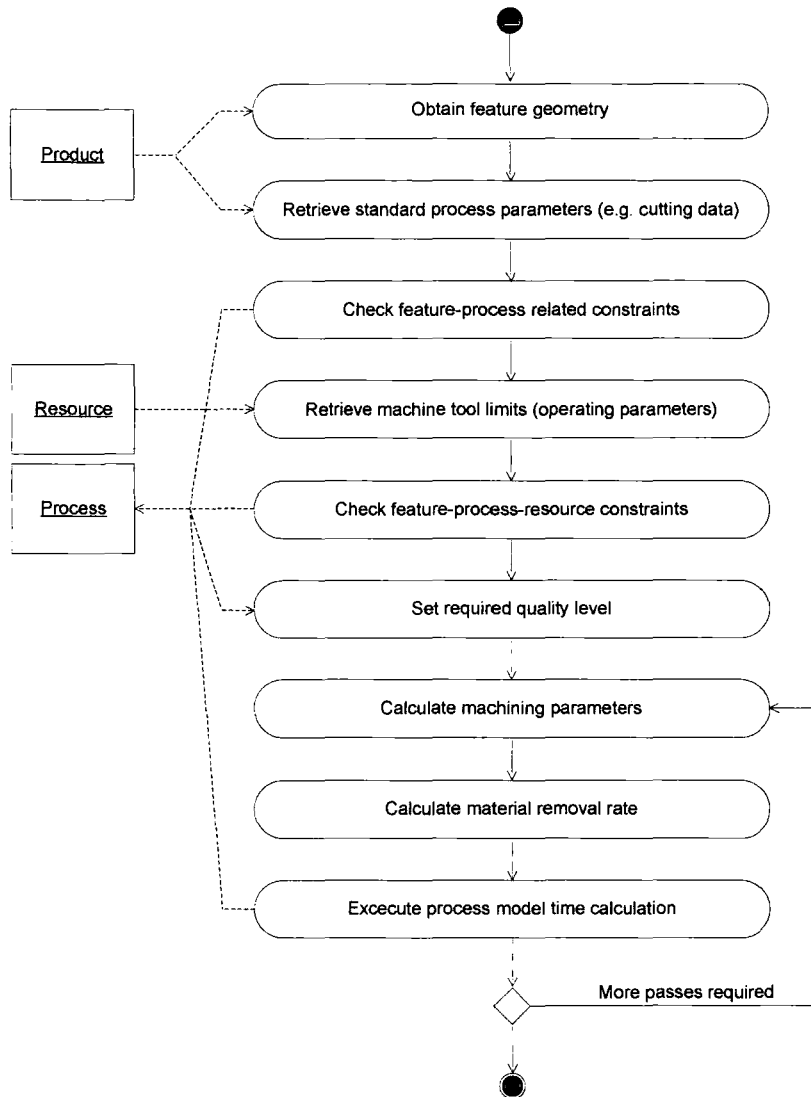 Obtain feature geometry
Product
Retrieve standard process parameters (e.g. cutting data)
Check feature-process related constraints
Resource
Retrieve machine tool limits (operating parameters)
Process
Check feature-process-resource constraints
Set required quality level
Calculate machining parameters
Calculate material removal rate
Excecute process model time calculation
More passes required